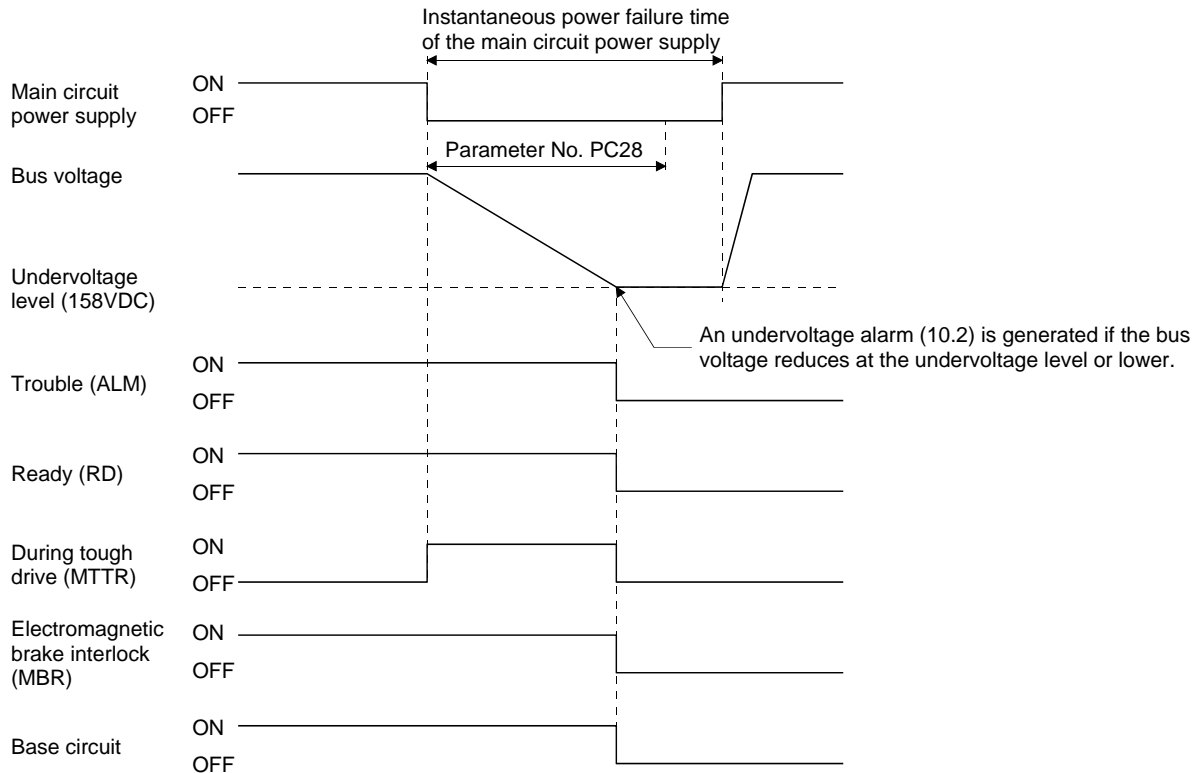 Instantaneous power failure time
of the main circuit power supply
Main circuit
power supply
ON
OFF
Parameter No. PC28
Bus voltage
Undervoltage
level (158VDC)
An undervoltage alarm (10.2) is generated if the bus
voltage reduces at the undervoltage level or lower.
Trouble (ALM)
ON
OFF
Ready (RD)
ON
OFF
During tough
drive (MTTR)
ON
OFF
Electromagnetic
brake interlock
(MBR)
ON
OFF
Base circuit
ON
OFF